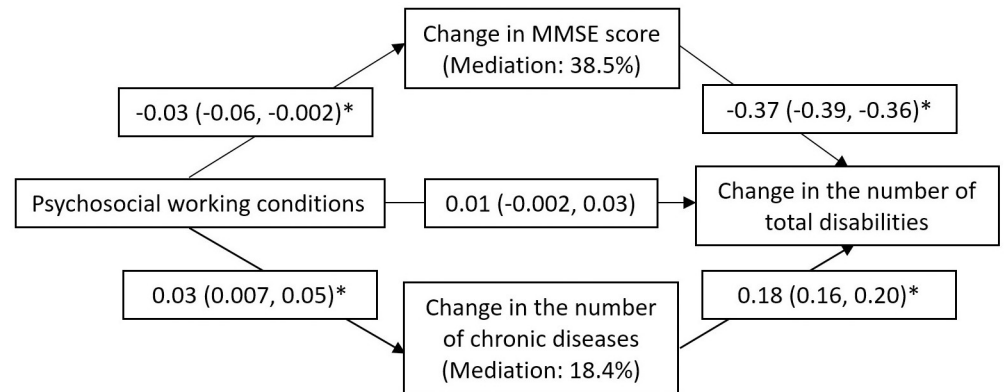 Change in MMSE score
(Mediation: 38.5%)
-0.03 (-0.06, -0.002)*
-0.37 (-0.39, -0.36)*
Psychosocial working conditions
0.01 (-0.002, 0.03)
Change in the number of
total disabilities
0.03 (0.007, 0.05)*
Change in the number
of chronic diseases
(Mediation: 18.4%)
0.18 (0.16, 0.20)*